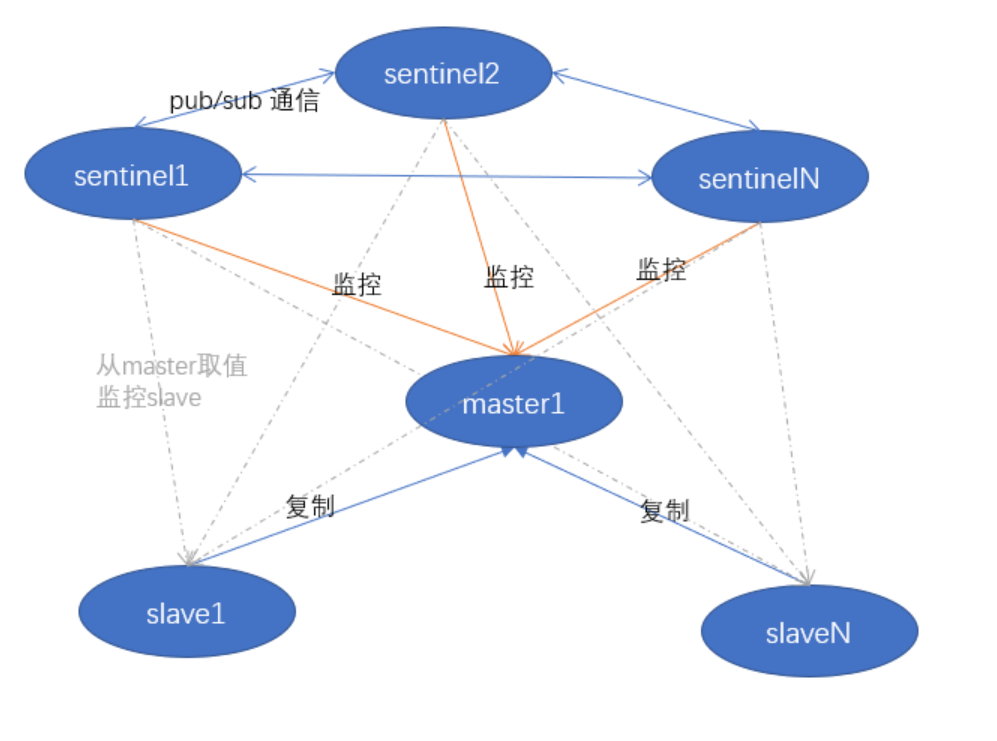 sentinel2
pub/sub 通信
sentinel1
sentinelN
监控
监控
监控
从master取值
监控slave
master1
复制
复制
slave1
slaveN